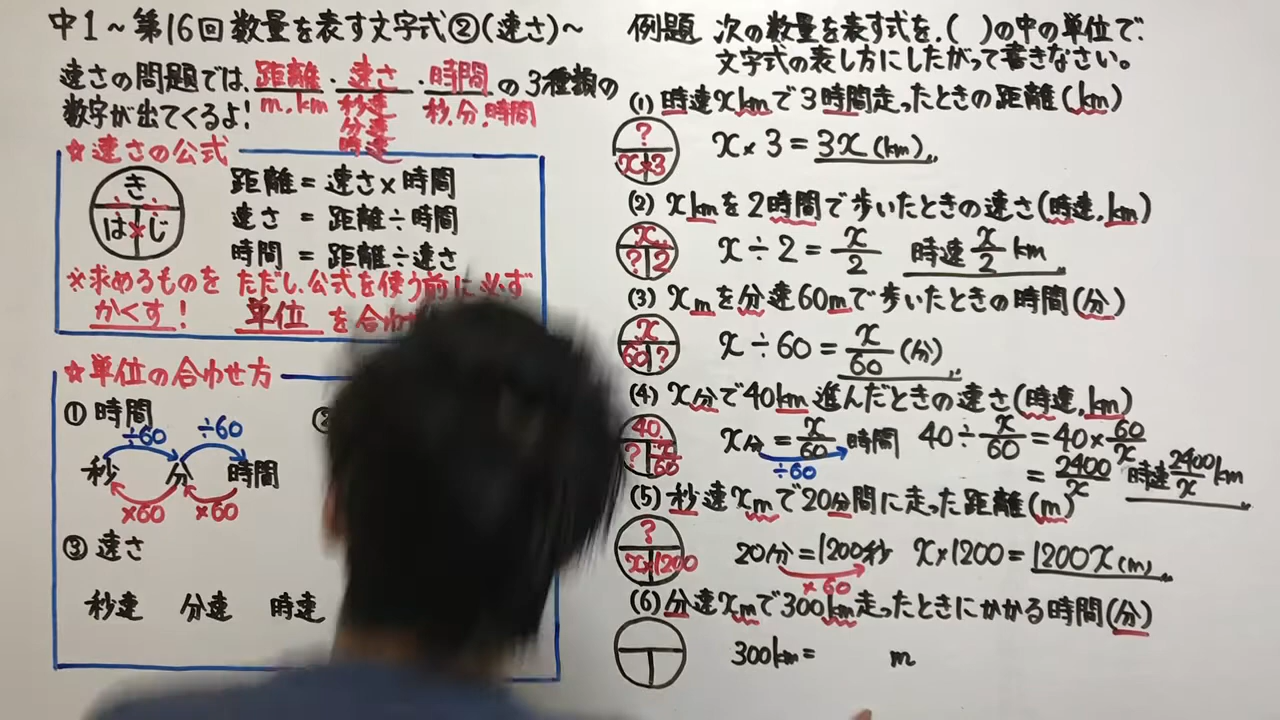 中1～第16回 数量を表す文字式②(速さ)～
速さの問題では、距離・速さ・時間の3種類の
m,km 秒速 秒,分,時間
分速
時速
数字が出てくるよ!
☆速さの公式
き
は×じ
距離=速さ×時間
速さ=距離÷時間
時間=距離÷速さ
※求めるものを
かくす!
ただし、公式を使う前に必ず
単位を合わせ
☆単位の合わせ方
① 時間
÷60 ÷60
秒 分 時間
×60 ×60
③ 速さ
秒速 分速 時速
例題 次の数量を表す式を、( )の中の単位で、
文字式の表し方にしたがって書きなさい。
(1) 時速xkmで3時間走ったときの距離(km)
?
x×3
x×3=3x(km)
(2) xkmを2時間で歩いたときの速さ(時速,km)
x
? 2
x÷2=x/2 時速x/2km
(3) xmを分速60mで歩いたときの時間(分)
x
60 ?
x÷60=x/60(分)
(4) x分で40km進んだときの速さ(時速,km)
40
? x/60
x分=x/60時間 40÷x/60=40×60/x
÷60
=2400/x 時速2400/xkm
(5) 秒速xmで20分間に走った距離(m)
?
x×1200
20分=1200秒 x×1200=1200x(m)
×60
(6) 分速xmで300km走ったときにかかる時間(分)
300km= m